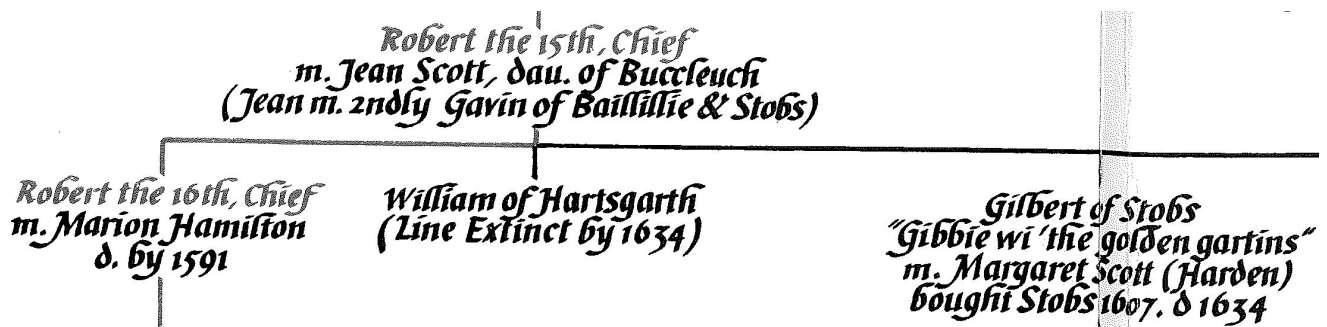 Robert the 15th, Chief
m. Jean Scott, dau. of Buccleuch
(Jean m. 2ndly Gavin of Baillillie & Stobs)
Robert the 16th, Chief
m. Marion Hamilton
d. by 1591
William of Hartsgarth
(Line Extinct by 1634)
Gilbert of Stobs
"Gibbie wi' the golden gartins"
m. Margaret Scott (Harden)
bought Stobs 1607. d 1634